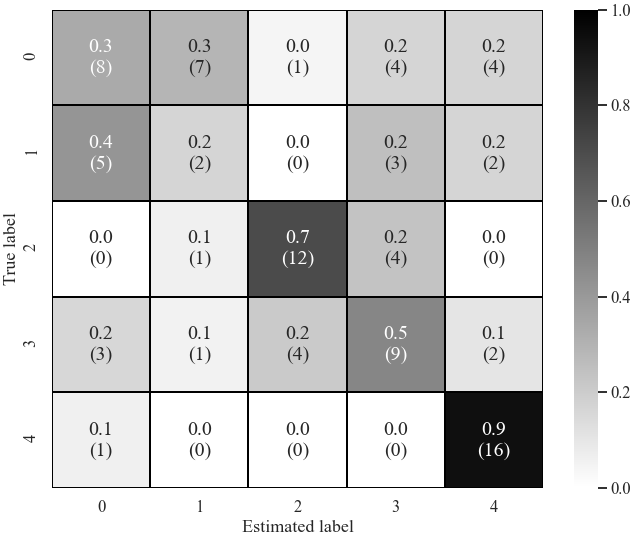 0.3 0.3 0.0 0.2 0.2
(8) (7) (1) (4) (4)
0
0.4 0.2 0.0 0.2 0.2
(5) (2) (0) (3) (2)
1
0.0 0.1 0.7 0.2 0.0
(0) (1) (12) (4) (0)
2
0.2 0.1 0.2 0.5 0.1
(3) (1) (4) (9) (2)
3
0.1 0.0 0.0 0.0 0.9
(1) (0) (0) (0) (16)
4
True label
0 1 2 3 4
Estimated label
1.0
0.8
0.6
0.4
0.2
0.0